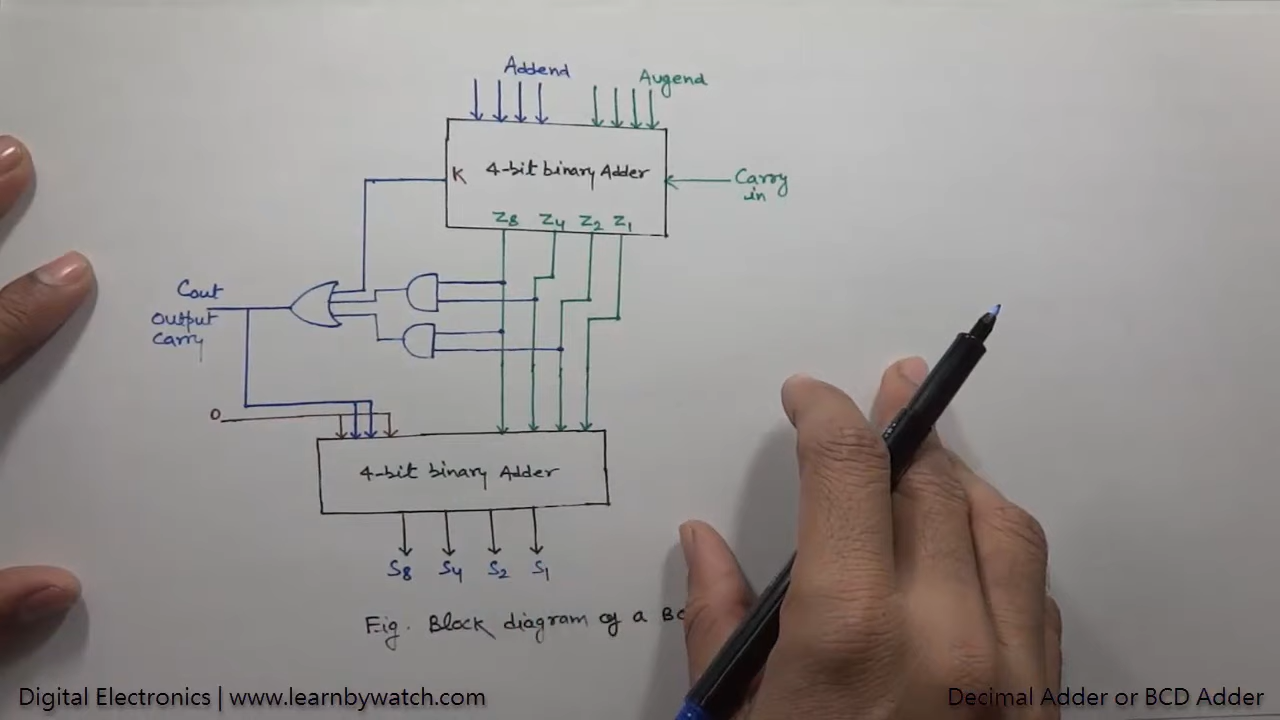 Addend
Augend
K 4-bit binary Adder
Carry
in
Z8 Z4 Z2 Z1
Cout
output
carry
0
4-bit binary Adder
S8 S4 S2 S1
Fig. Block diagram of a BC
Digital Electronics | www.learnbywatch.com
Decimal Adder or BCD Adder